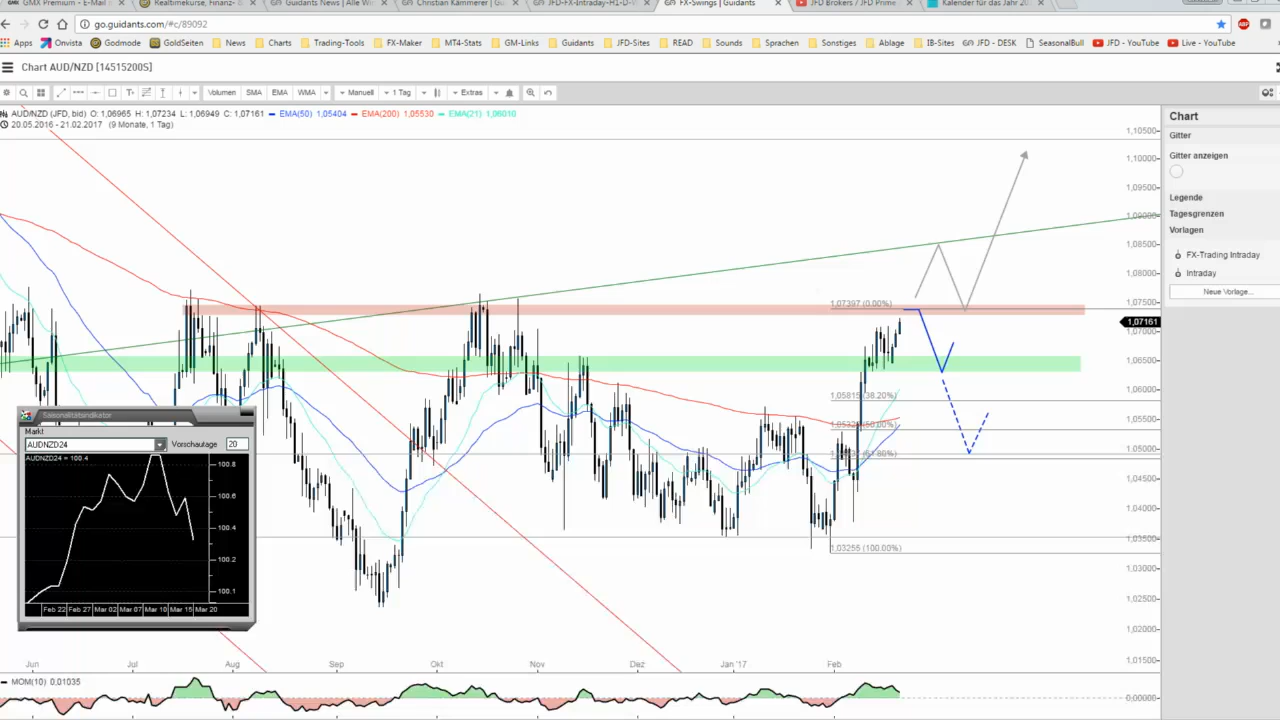 GMX Premium - E-Mail
Realtimekurse, Finanz-
Guidants News | Alle Wi
Christian Kämmerer | Gu
JFD-FX-Intraday-H1-D-W
FX-Swings | Guidants
JFD Brokers / JFD Prime
Kalender für das Jahr 20
go.guidants.com/#c/89092
Apps Onvista Godmode GoldSeiten News Charts Trading-Tools FX-Maker MT4-Stats GM-Links Guidants JFD-Sites READ Sounds Sprachen Sonstiges Ablage IB-Sites JFD - DESK SeasonalBull JFD - YouTube Live - YouTube
Chart AUD/NZD [14515200S]
Volumen SMA EMA WMA Manuell 1 Tag Extras
AUD/NZD (JFD, bid) O: 1,06965 H: 1,07234 L: 1,06949 C: 1,07161 EMA(50) 1,05404 EMA(200) 1,05530 EMA(21) 1,06010
20.05.2016 - 21.02.2017 (9 Monate, 1 Tag)
Chart
Gitter
Gitter anzeigen
Legende
Tagesgrenzen
Vorlagen
FX-Trading Intraday
Intraday
Neue Vorlage...
1,10500
1,10000
1,09500
1,09000
1,08500
1,08000
1,07500
1,07161
1,07000
1,06500
1,06000
1,05500
1,05000
1,04500
1,04000
1,03500
1,03000
1,02500
1,02000
1,01500
1,07397 (0.00%)
1,05815 (38.20%)
1,03255 (100.00%)
Saisonalitätsindikator
Markt
AUDNZD24 Vorschautage 20
AUDNZD24 = 100.4
100.8
100.6
100.4
100.2
100.1
Feb 22 Feb 27 Mar 02 Mar 07 Mar 10 Mar 15 Mar 20
Jun Jul Aug Sep Okt Nov Dez Jan '17 Feb
MOM(10) 0,01035
0,00000